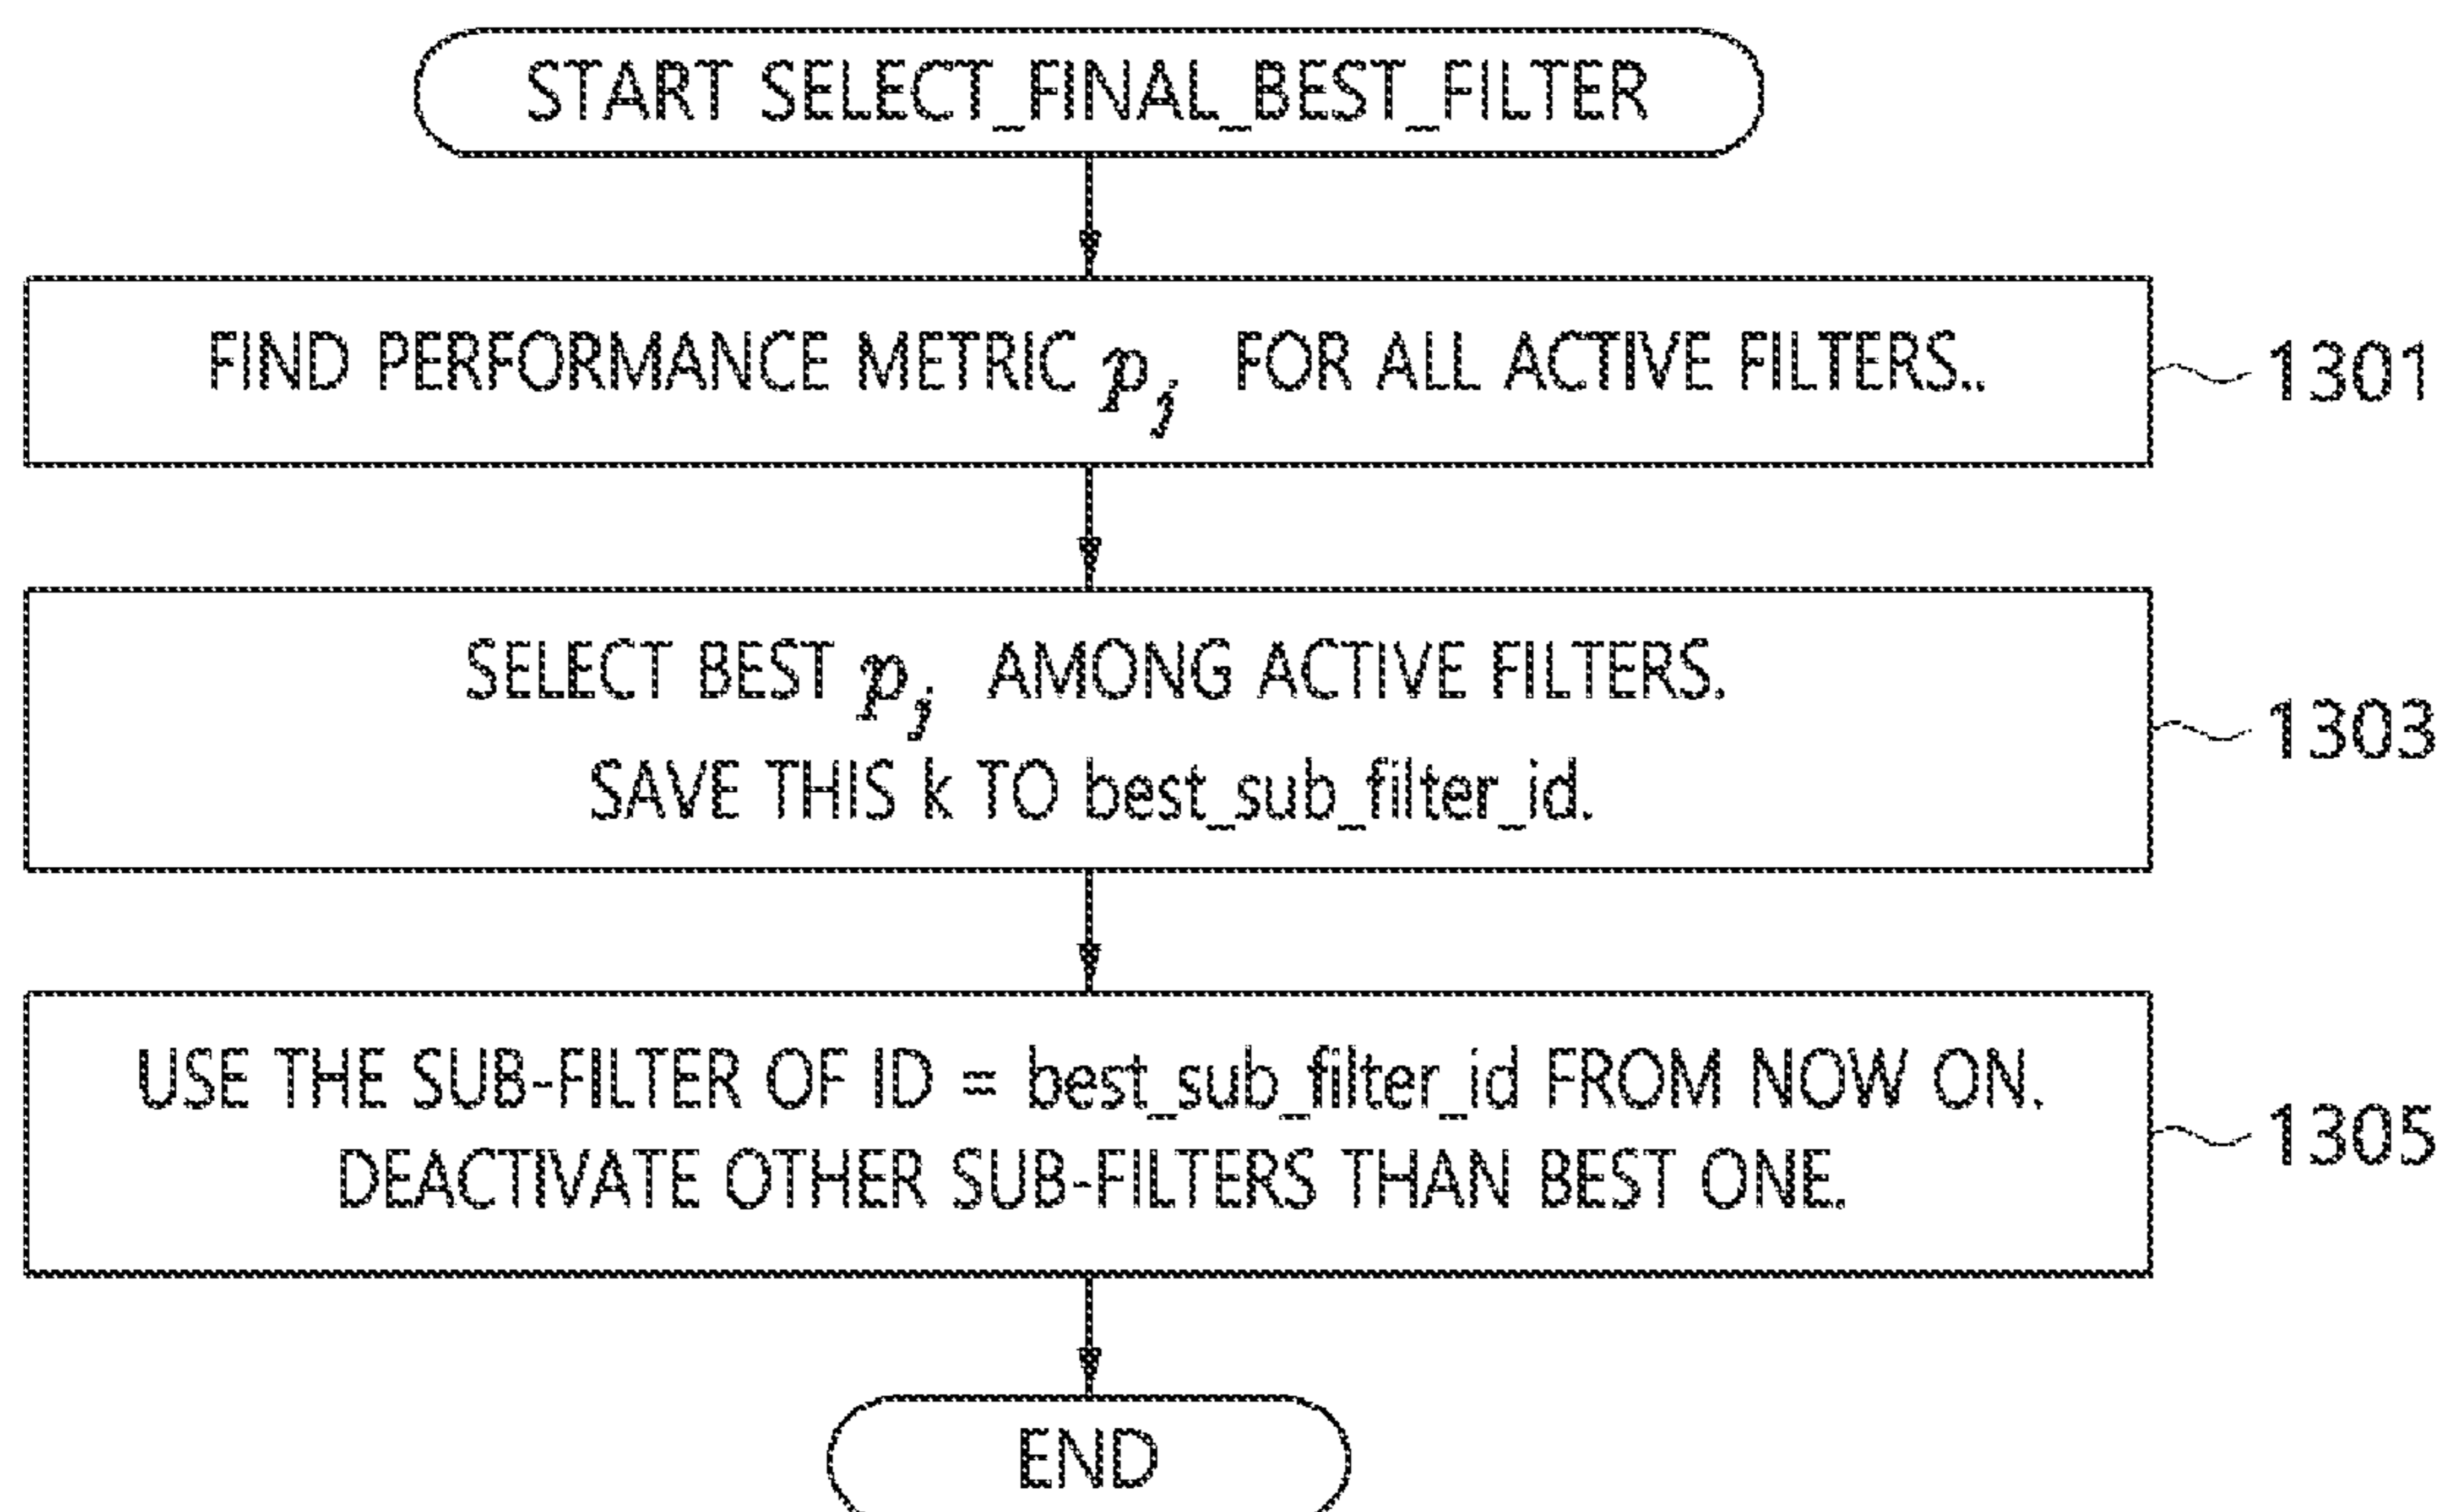 START SELECT_FINAL_BEST_FILTER
FIND PERFORMANCE METRIC p_j FOR ALL ACTIVE FILTERS..
1301
SELECT BEST p_j AMONG ACTIVE FILTERS.
SAVE THIS k TO best_sub_filter_id.
1303
USE THE SUB-FILTER OF ID = best_sub_filter_id FROM NOW ON.
DEACTIVATE OTHER SUB-FILTERS THAN BEST ONE.
1305
END